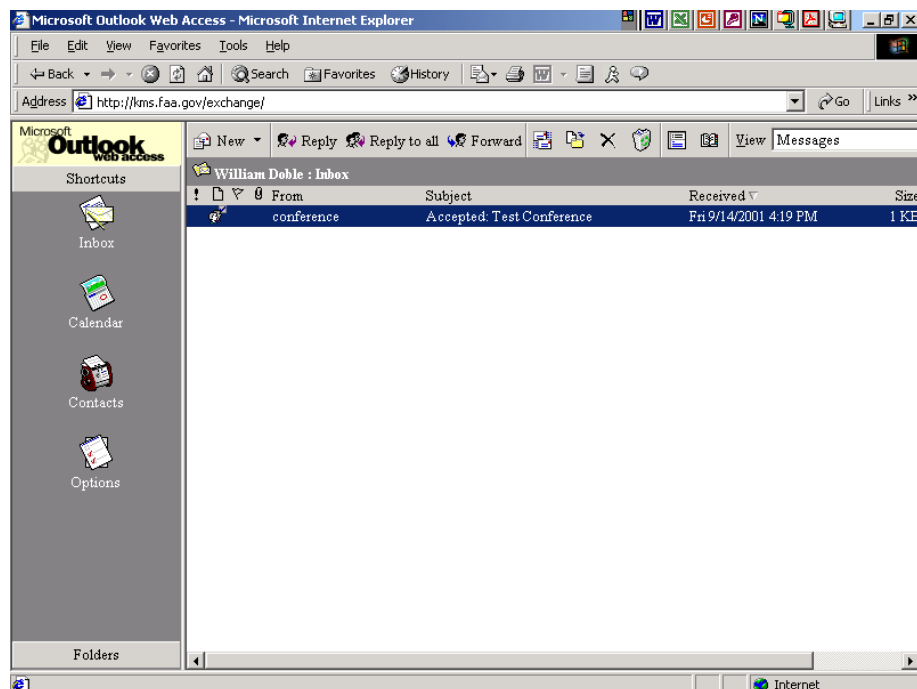 Microsoft Outlook Web Access - Microsoft Internet Explorer
File Edit View Favorites Tools Help
Back Search Favorites History
Address http://kms.faa.gov/exchange/ Go Links »
Microsoft Outlook web access
New Reply Reply to all Forward View Messages
Shortcuts
William Doble : Inbox
! From Subject Received Size
conference Accepted: Test Conference Fri 9/14/2001 4:19 PM 1 KB
Inbox
Calendar
Contacts
Options
Folders
Internet